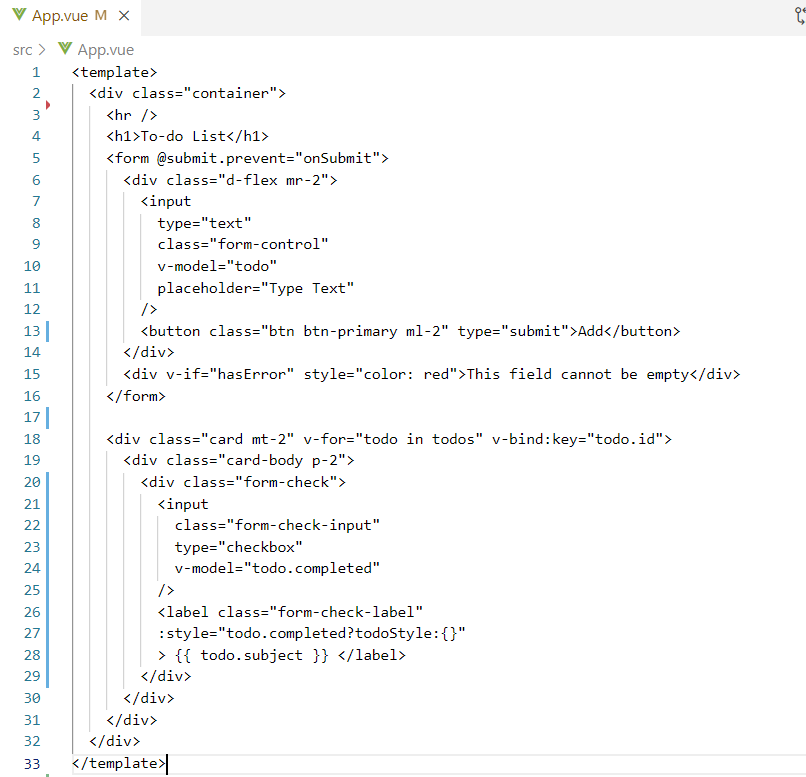 App.vue M ×
src > App.vue
1 <template>
2   <div class="container">
3     <hr />
4     <h1>To-do List</h1>
5     <form @submit.prevent="onSubmit">
6       <div class="d-flex mr-2">
7         <input
8           type="text"
9           class="form-control"
10           v-model="todo"
11           placeholder="Type Text"
12         />
13         <button class="btn btn-primary ml-2" type="submit">Add</button>
14       </div>
15       <div v-if="hasError" style="color: red">This field cannot be empty</div>
16     </form>
17
18     <div class="card mt-2" v-for="todo in todos" v-bind:key="todo.id">
19       <div class="card-body p-2">
20         <div class="form-check">
21           <input
22             class="form-check-input"
23             type="checkbox"
24             v-model="todo.completed"
25           />
26           <label class="form-check-label"
27           :style="todo.completed?todoStyle:{}"
28           > {{ todo.subject }} </label>
29         </div>
30       </div>
31     </div>
32   </div>
33 </template>